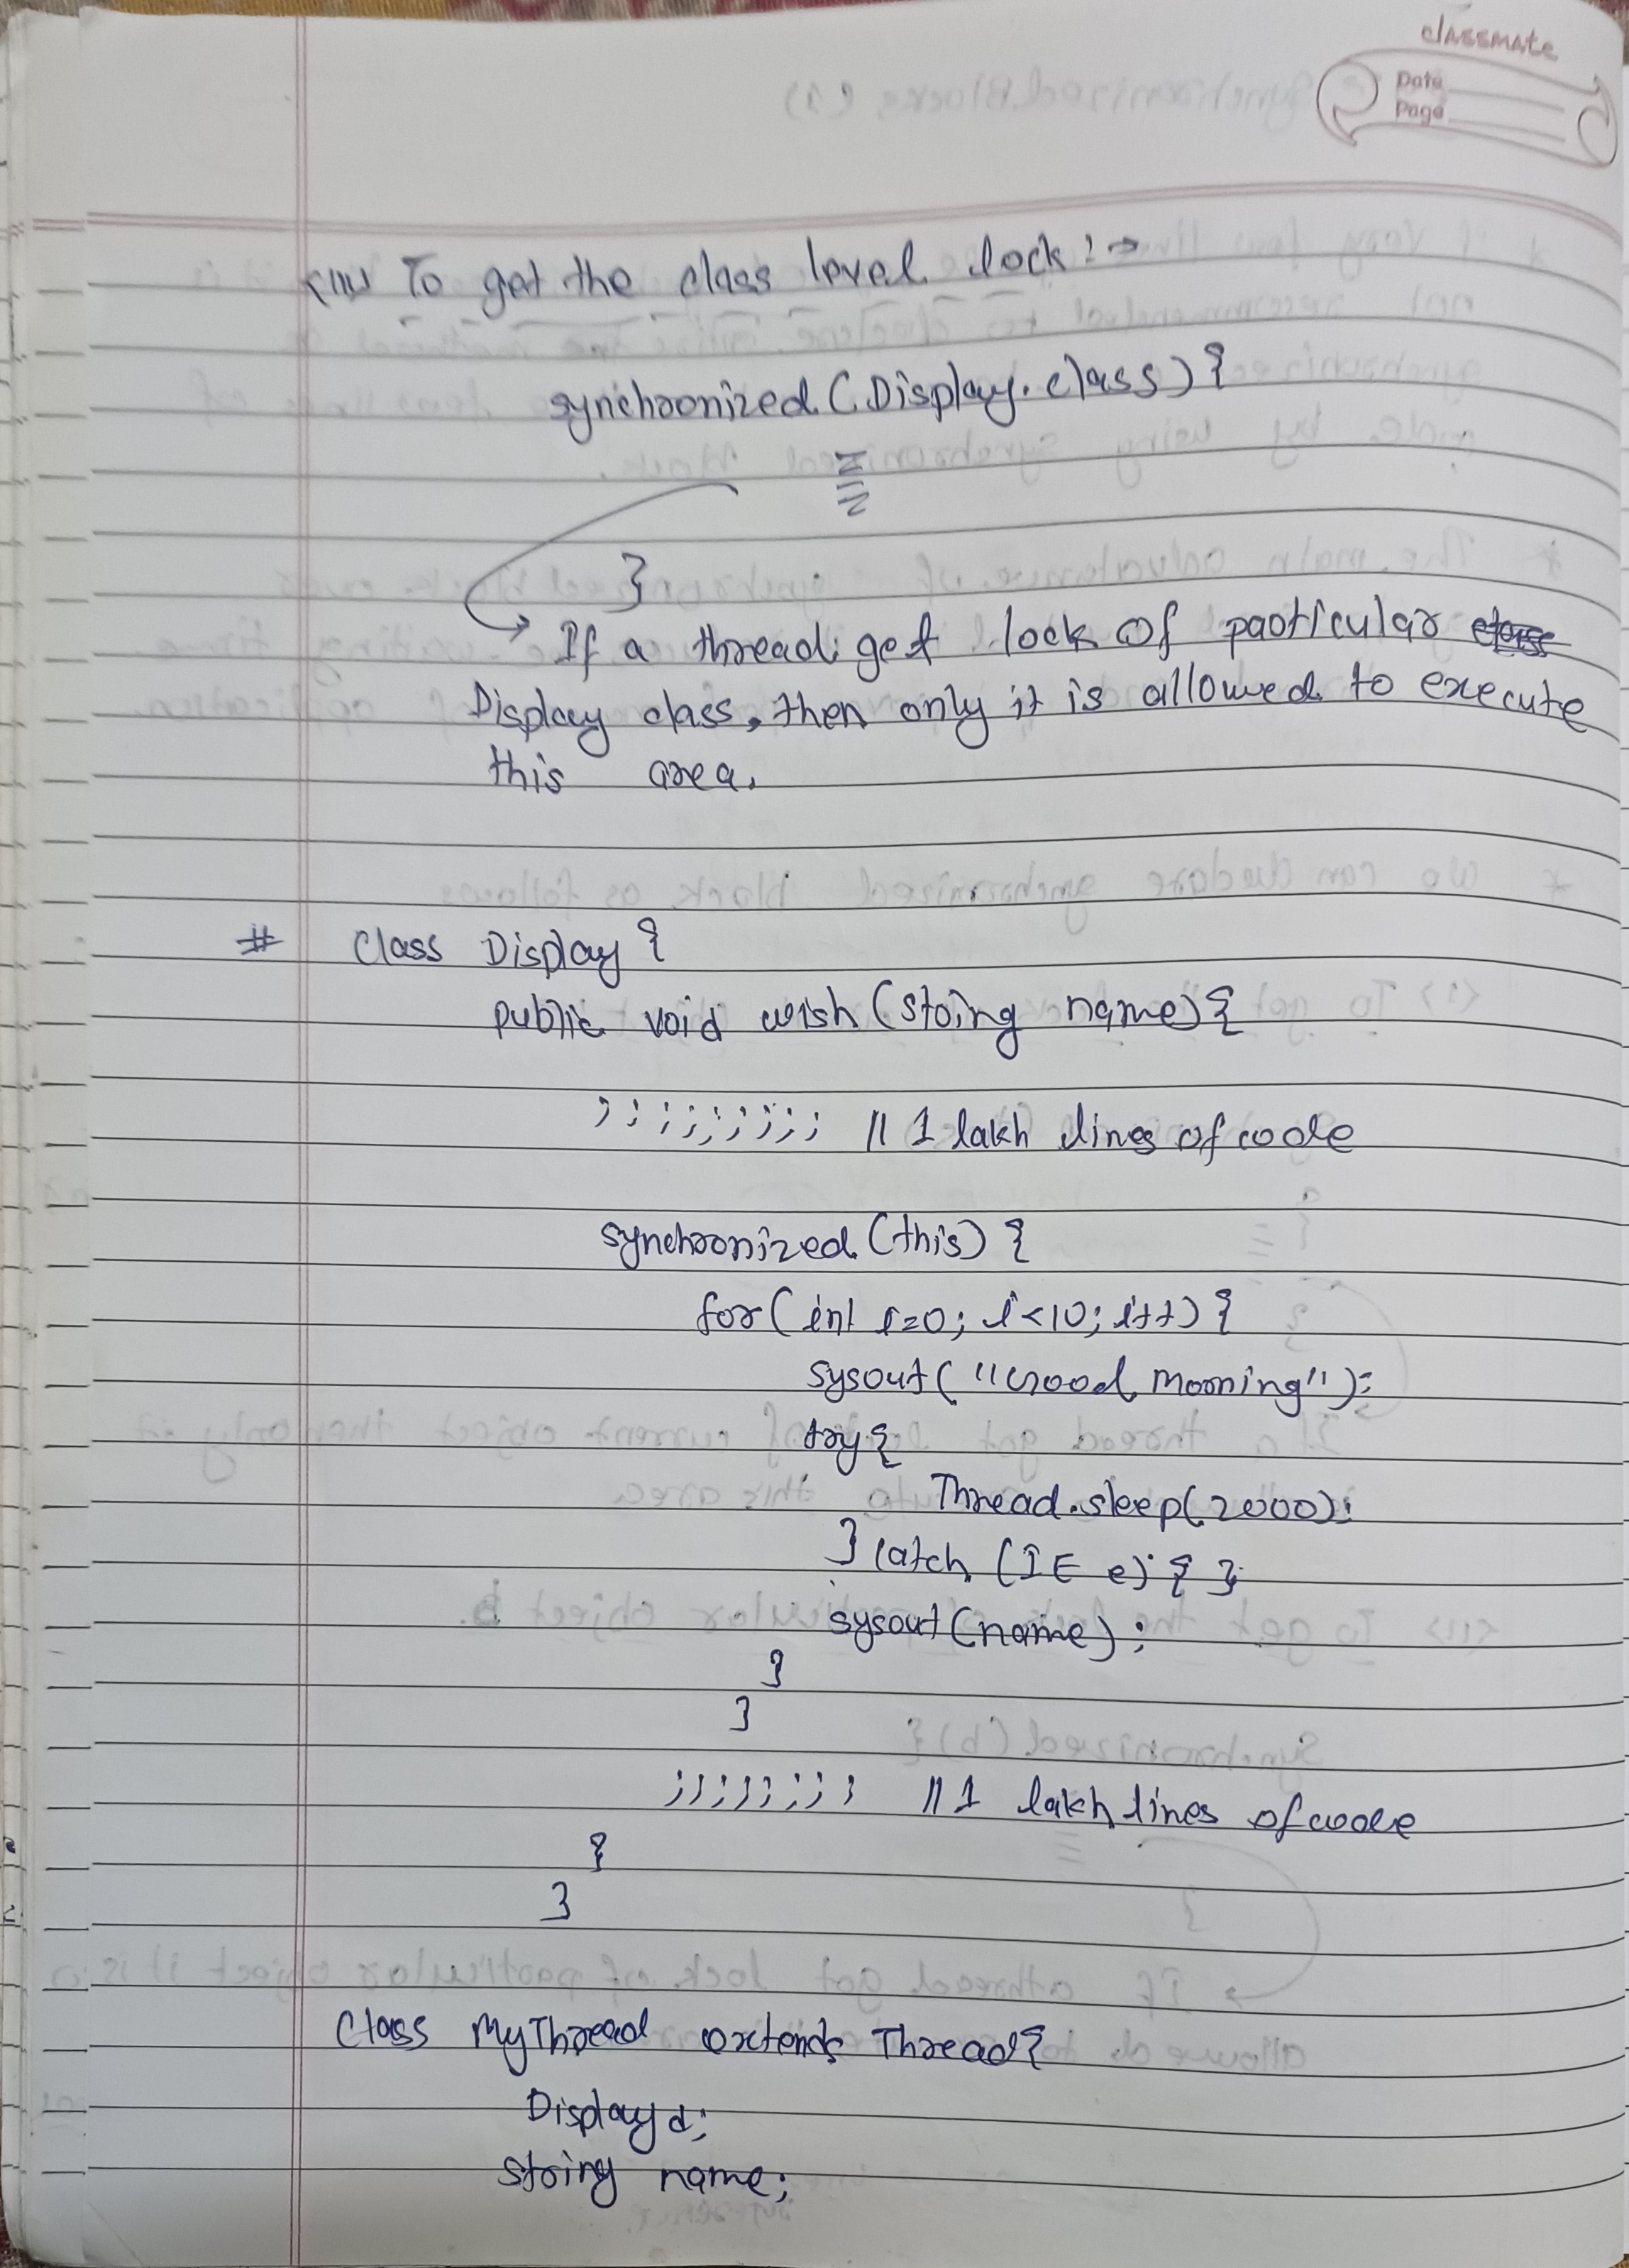 classmate
Date
Page
<iii> To get the class level lock :→
synchronized (Display.class) {
}
→ If a thread get lock of particular
Display class, then only it is allowed to execute
this area.
# Class Display {
public void wish (String name) {
;;;;;;;;; // 1 lakh lines of code
synchronized (this) {
for (int i=0; i<10; i++) {
sysout ("Good Morning");
try {
Thread.sleep(2000);
} catch (IE e) { }
sysout (name) ;
}
}
;;;;;;;; // 1 lakh lines of code
}
}
Class MyThread extends Thread {
Display d;
String name;